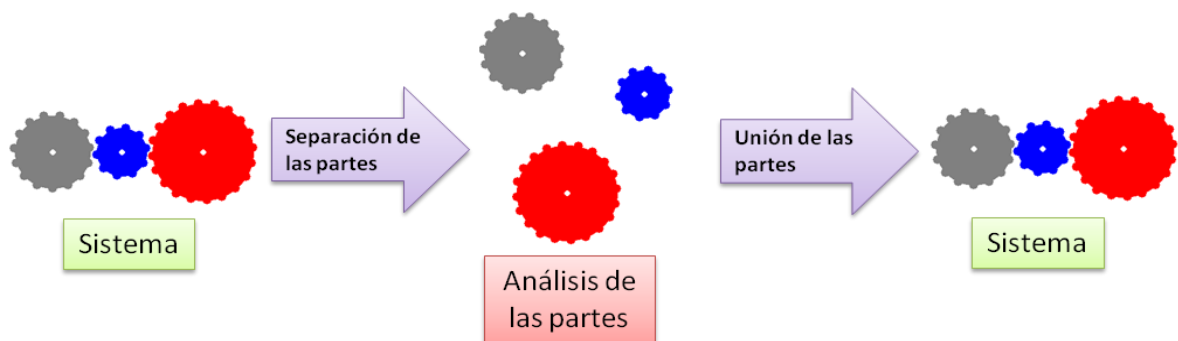 Sistema
Separación de
las partes
Análisis de
las partes
Unión de las
partes
Sistema